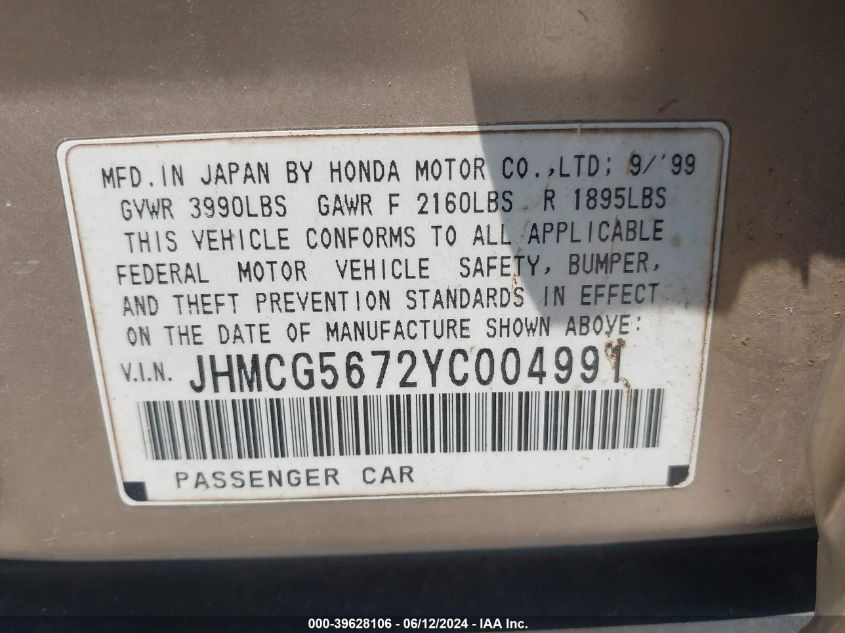 MFD. IN JAPAN BY HONDA MOTOR CO.,LTD; 9/'99
GVWR 3990LBS GAWR F 2160LBS R 1895LBS
THIS VEHICLE CONFORMS TO ALL APPLICABLE
FEDERAL MOTOR VEHICLE SAFETY, BUMPER,
AND THEFT PREVENTION STANDARDS IN EFFECT
ON THE DATE OF MANUFACTURE SHOWN ABOVE:
V.I.N. JHMCG5672YC004991
PASSENGER CAR
000-39628106 - 06/12/2024 - IAA Inc.